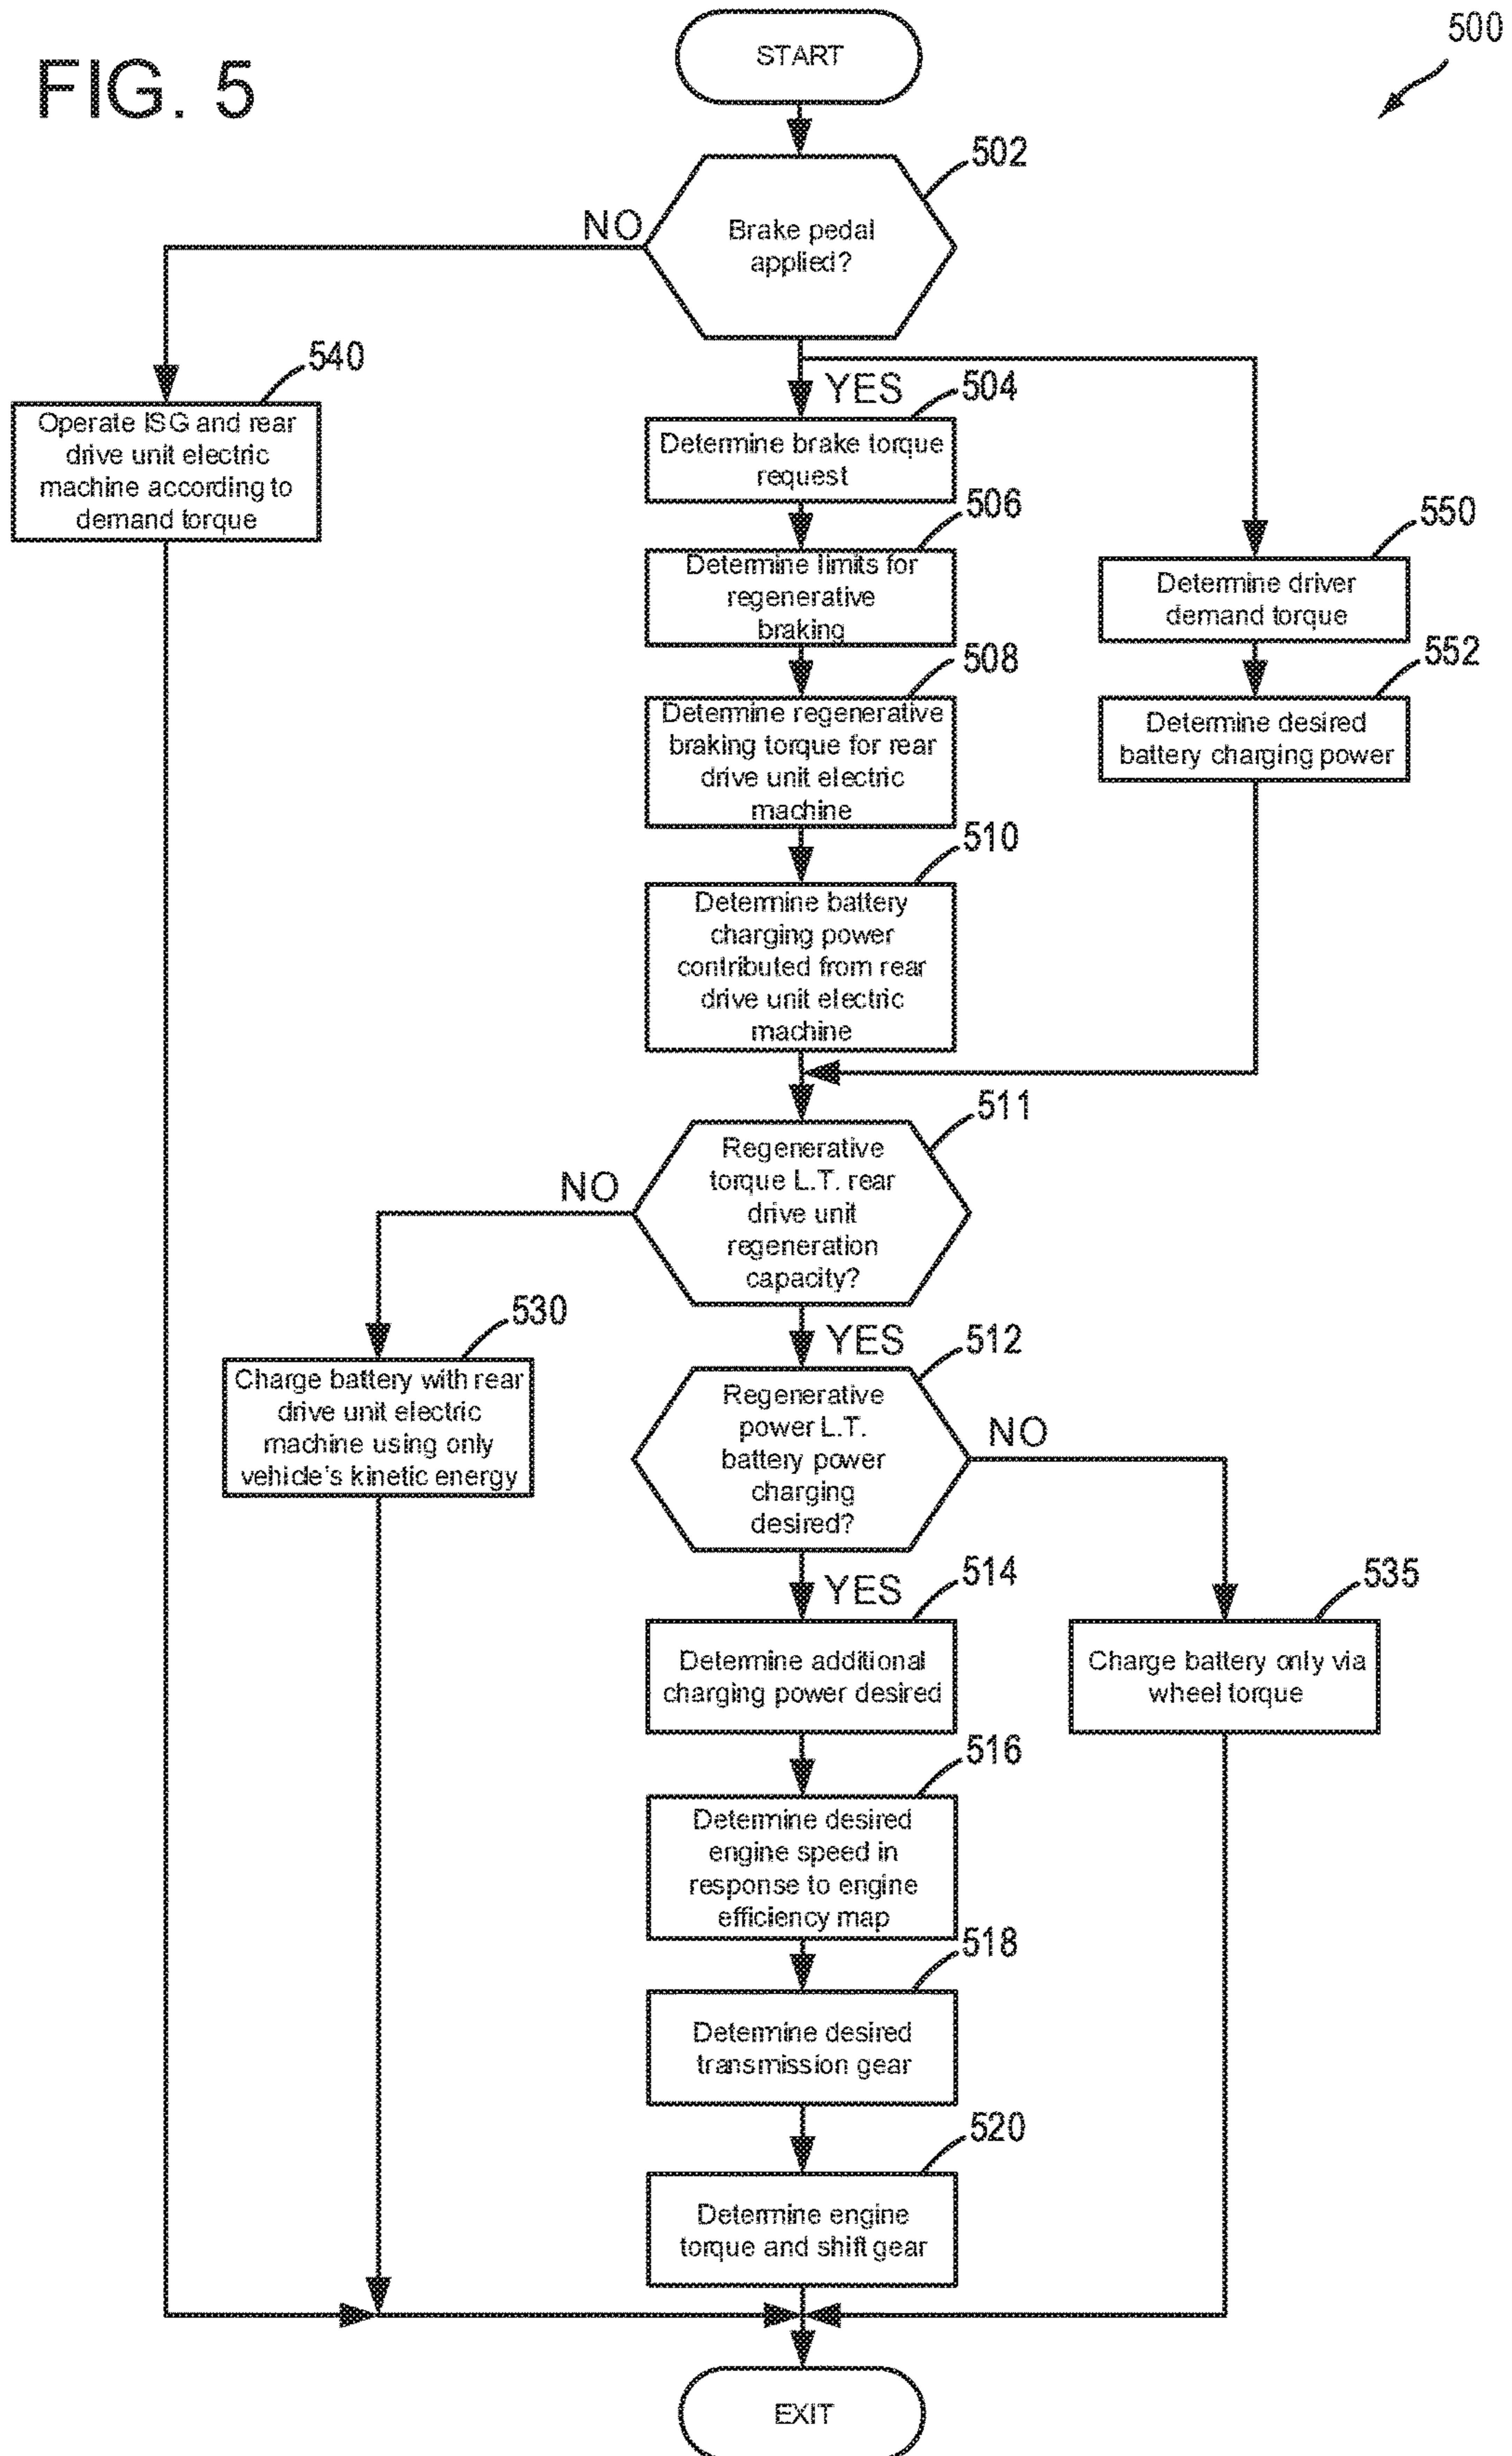 FIG. 5
500
START
502
Brake pedal
applied?
NO
540
Operate ISG and rear
drive unit electric
machine according to
demand torque
YES
504
Determine brake torque
request
506
Determine limits for
regenerative
braking
550
Determine driver
demand torque
508
Determine regenerative
braking torque for rear
drive unit electric
machine
552
Determine desired
battery charging power
510
Determine battery
charging power
contributed from rear
drive unit electric
machine
511
Regenerative
torque L.T. rear
drive unit
regeneration
capacity?
NO
530
Charge battery with rear
drive unit electric
machine using only
vehicle's kinetic energy
YES
512
Regenerative
power L.T.
battery power
charging
desired?
NO
535
Charge battery only via
wheel torque
YES
514
Determine additional
charging power desired
516
Determine desired
engine speed in
response to engine
efficiency map
518
Determine desired
transmission gear
520
Determine engine
torque and shift gear
EXIT